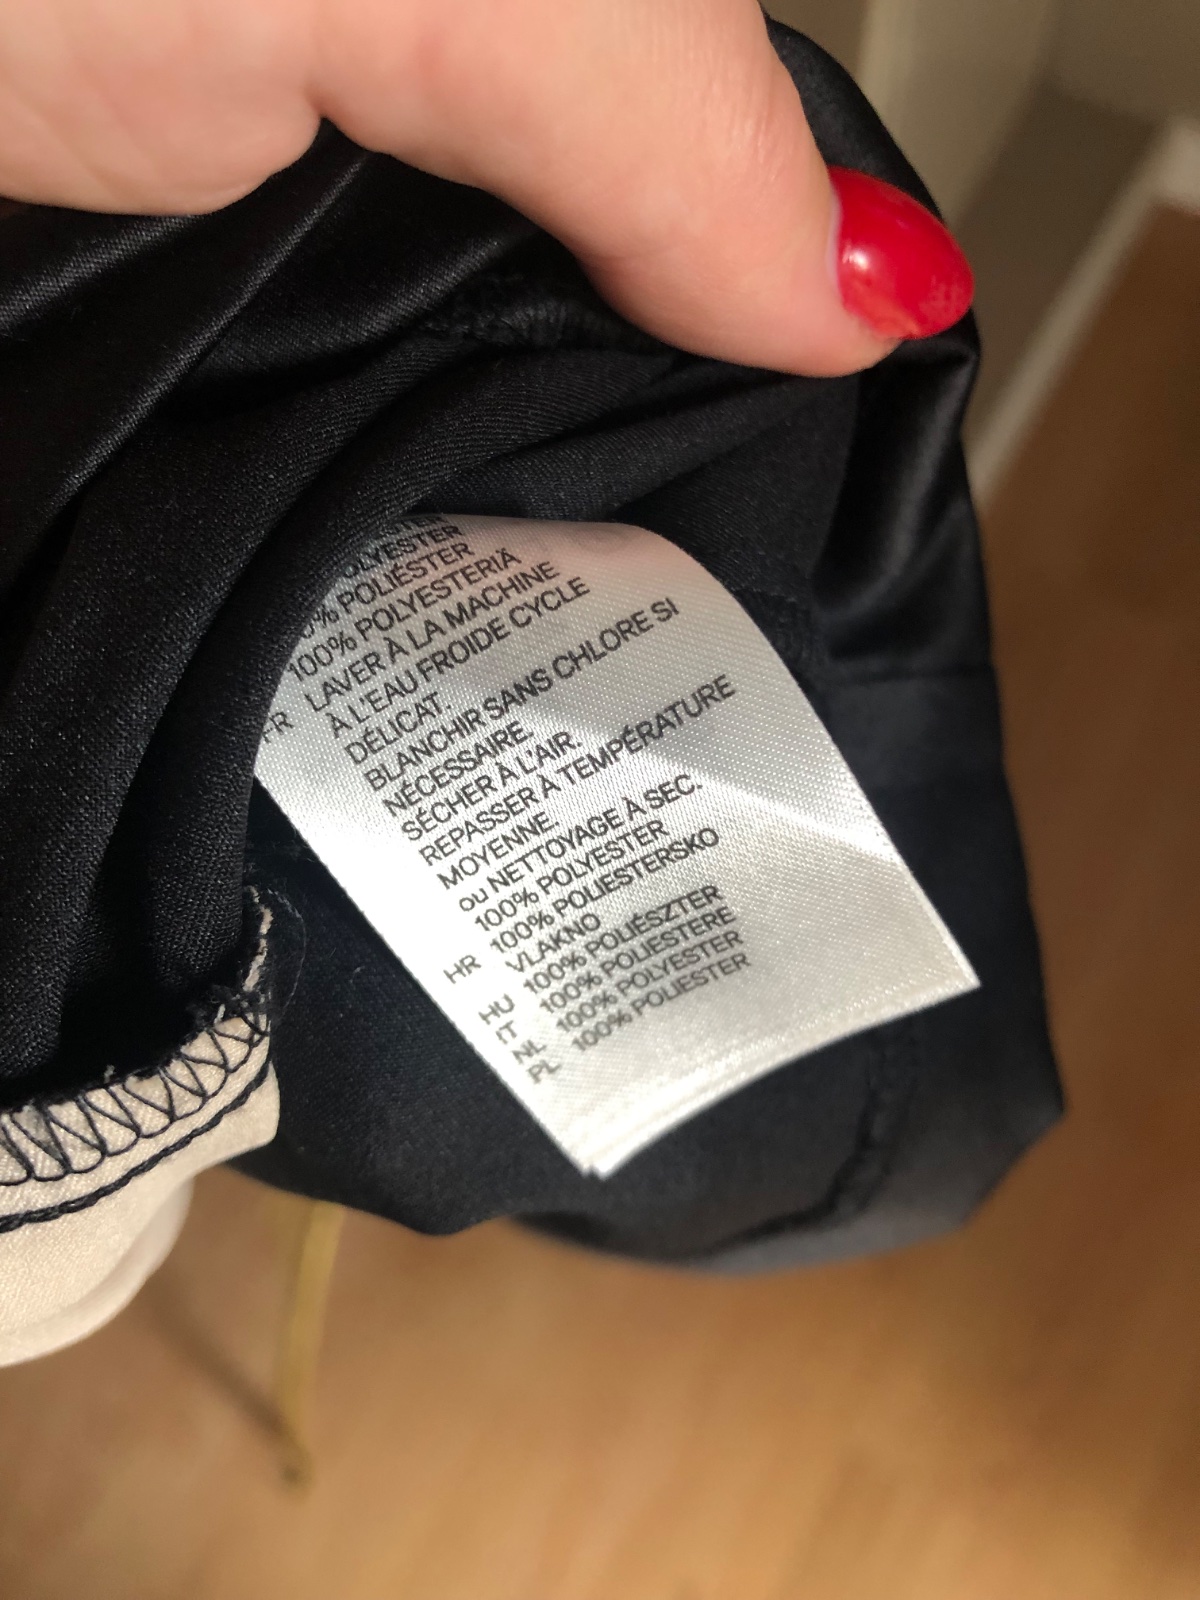 POLYESTER
% POLIÉSTER
100% POLYESTERIÄ
FR LAVER À LA MACHINE
À L'EAU FROIDE CYCLE
DÉLICAT.
BLANCHIR SANS CHLORE SI
NÉCESSAIRE.
SÉCHER À L'AIR.
REPASSER À TEMPÉRATURE
MOYENNE.
ou NETTOYAGE À SEC.
100% POLYESTER
HR 100% POLIESTERSKO
VLAKNO
HU 100% POLIÉSZTER
IT 100% POLIESTERE
NL 100% POLYESTER
PL 100% POLIESTER